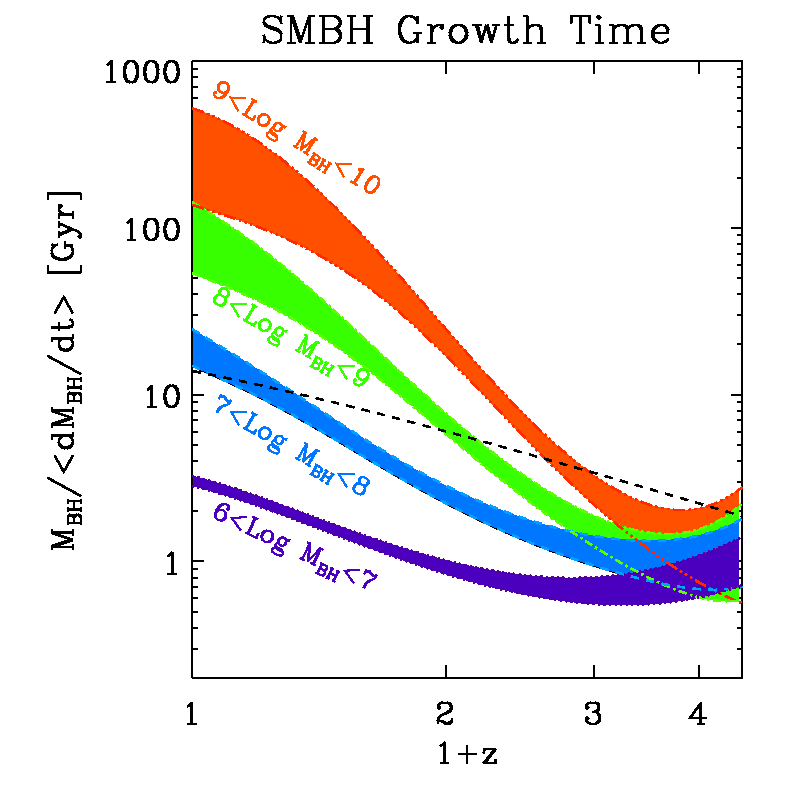 SMBH Growth Time
1000
100
10
1
M_BH/<dM_BH/dt> [Gyr]
9<Log M_BH<10
8<Log M_BH<9
7<Log M_BH<8
6<Log M_BH<7
1 2 3 4
1+z